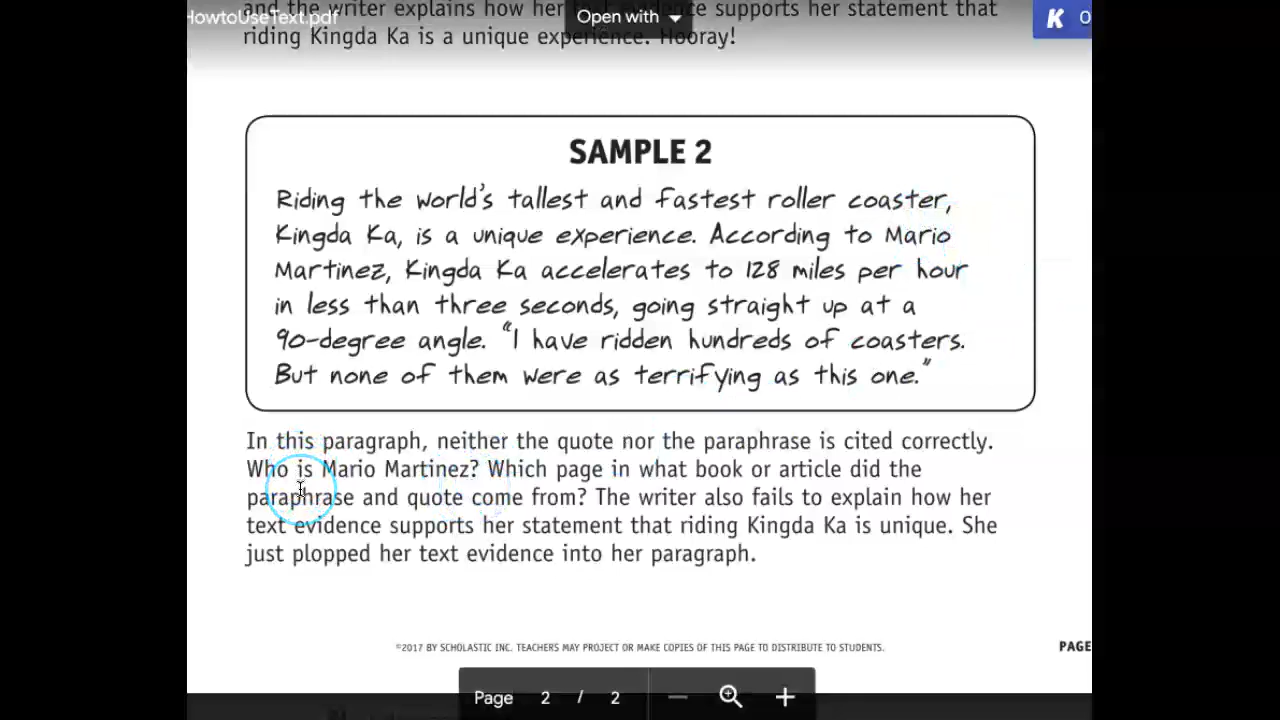 and the writer explains how her text evidence supports her statement that
HowtoUseText.pdf
Open with
K
riding Kingda Ka is a unique experience. Hooray!
SAMPLE 2
Riding the world's tallest and fastest roller coaster,
Kingda Ka, is a unique experience. According to Mario
Martinez, Kingda Ka accelerates to 128 miles per hour
in less than three seconds, going straight up at a
90-degree angle. "I have ridden hundreds of coasters.
But none of them were as terrifying as this one."
In this paragraph, neither the quote nor the paraphrase is cited correctly.
Who is Mario Martinez? Which page in what book or article did the
paraphrase and quote come from? The writer also fails to explain how her
text evidence supports her statement that riding Kingda Ka is unique. She
just plopped her text evidence into her paragraph.
©2017 BY SCHOLASTIC INC. TEACHERS MAY PROJECT OR MAKE COPIES OF THIS PAGE TO DISTRIBUTE TO STUDENTS.
PAGE
Page 2 / 2